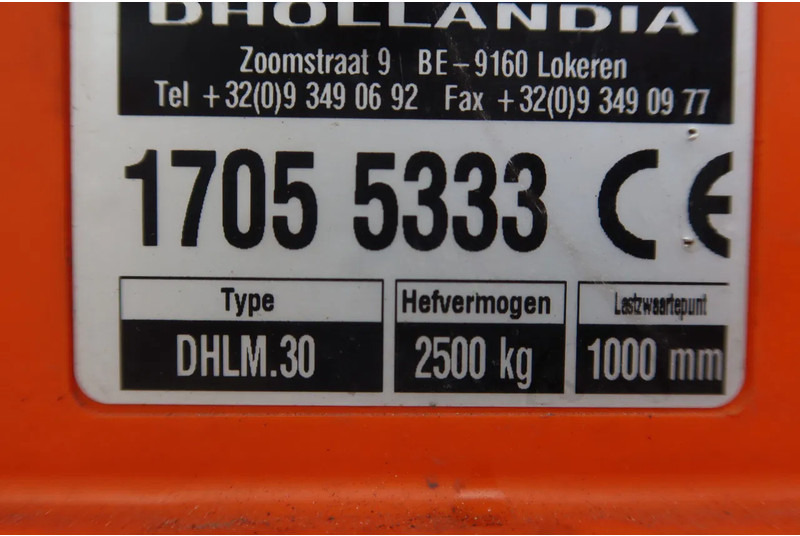 DHOLLANDIA
Zoomstraat 9 BE-9160 Lokeren
Tel +32(0)9 349 06 92 Fax +32(0)9 349 09 77
1705 5333 CE
Type Hefvermogen Lastzwaartepunt
DHLM.30 2500 kg 1000 mm